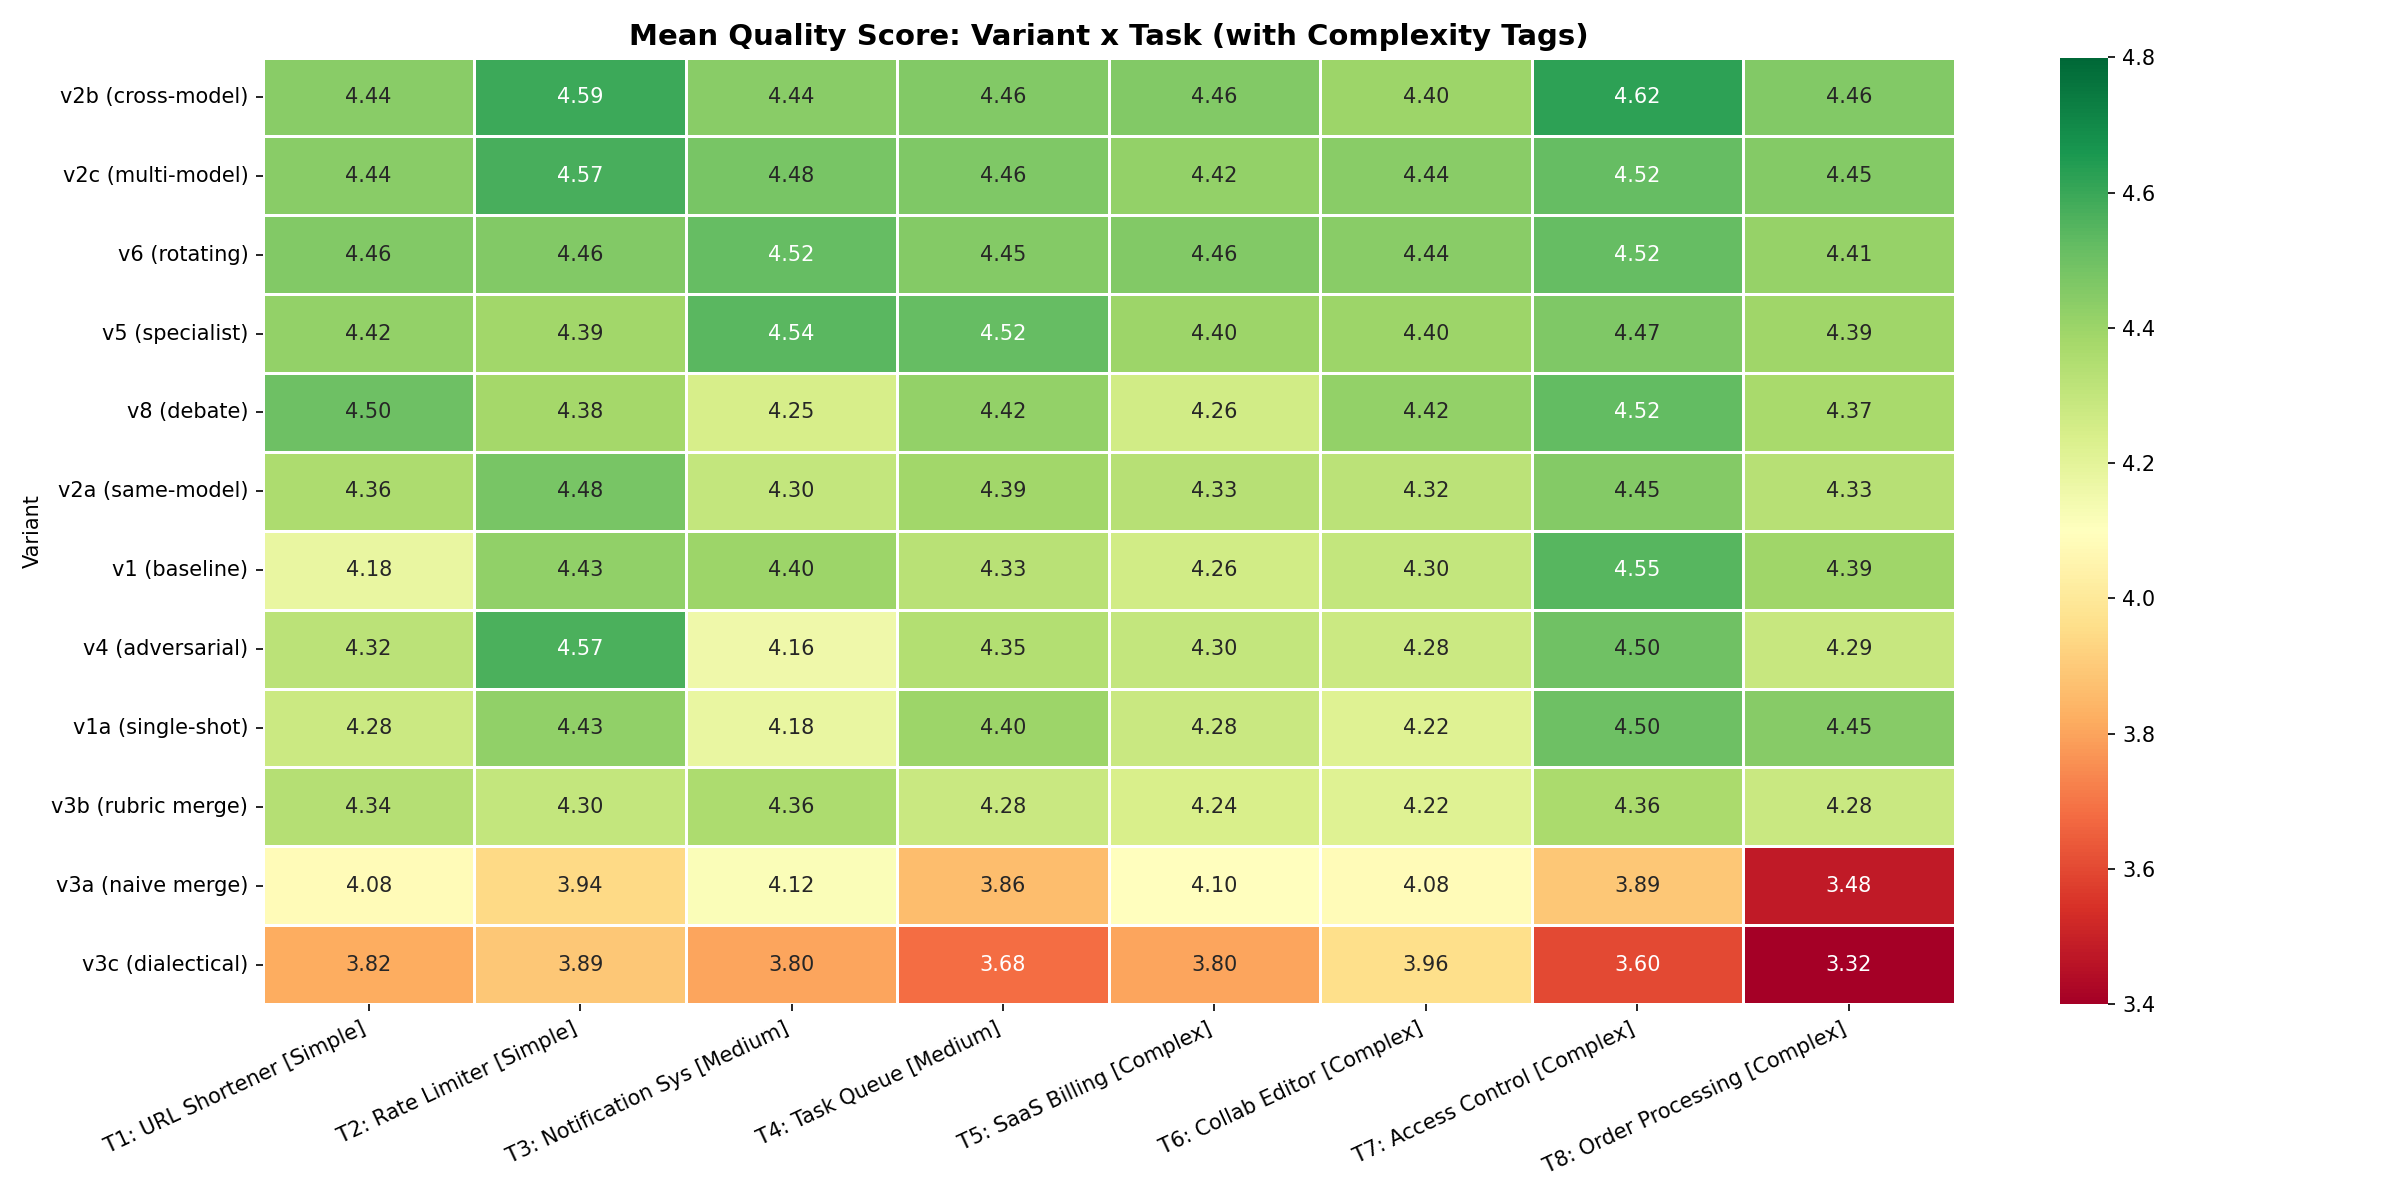 Mean Quality Score: Variant x Task (with Complexity Tags)
Variant
v2b (cross-model) 4.44 4.59 4.44 4.46 4.46 4.40 4.62 4.46
v2c (multi-model) 4.44 4.57 4.48 4.46 4.42 4.44 4.52 4.45
v6 (rotating) 4.46 4.46 4.52 4.45 4.46 4.44 4.52 4.41
v5 (specialist) 4.42 4.39 4.54 4.52 4.40 4.40 4.47 4.39
v8 (debate) 4.50 4.38 4.25 4.42 4.26 4.42 4.52 4.37
v2a (same-model) 4.36 4.48 4.30 4.39 4.33 4.32 4.45 4.33
v1 (baseline) 4.18 4.43 4.40 4.33 4.26 4.30 4.55 4.39
v4 (adversarial) 4.32 4.57 4.16 4.35 4.30 4.28 4.50 4.29
v1a (single-shot) 4.28 4.43 4.18 4.40 4.28 4.22 4.50 4.45
v3b (rubric merge) 4.34 4.30 4.36 4.28 4.24 4.22 4.36 4.28
v3a (naive merge) 4.08 3.94 4.12 3.86 4.10 4.08 3.89 3.48
v3c (dialectical) 3.82 3.89 3.80 3.68 3.80 3.96 3.60 3.32
T1: URL Shortener [Simple]
T2: Rate Limiter [Simple]
T3: Notification Sys [Medium]
T4: Task Queue [Medium]
T5: SaaS Billing [Complex]
T6: Collab Editor [Complex]
T7: Access Control [Complex]
T8: Order Processing [Complex]
4.8
4.6
4.4
4.2
4.0
3.8
3.6
3.4